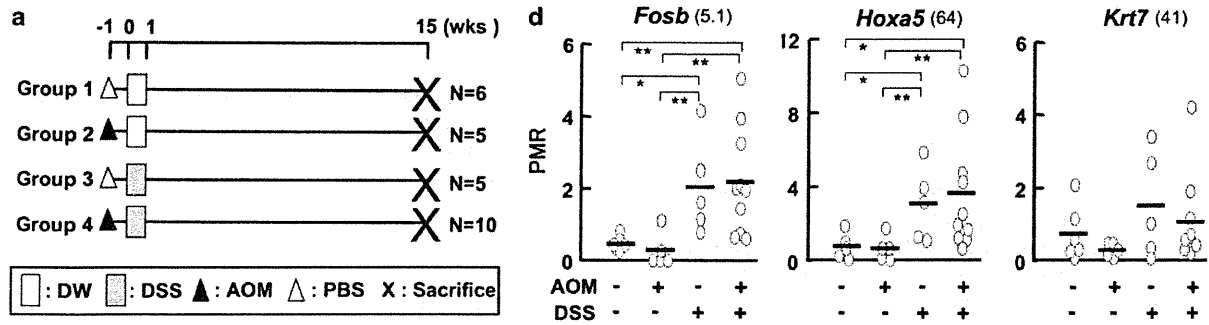 a
-1 0 1 15 (wks )
Group 1 N=6
Group 2 N=5
Group 3 N=5
Group 4 N=10
: DW : DSS : AOM : PBS X : Sacrifice
d
Fosb (5.1)
Hoxa5 (64)
Krt7 (41)
PMR
6
4
2
0
**
**
*
**
12
8
4
0
*
**
*
**
6
4
2
0
AOM - + - + - + - + - + - +
DSS - - + + - - + + - - + +